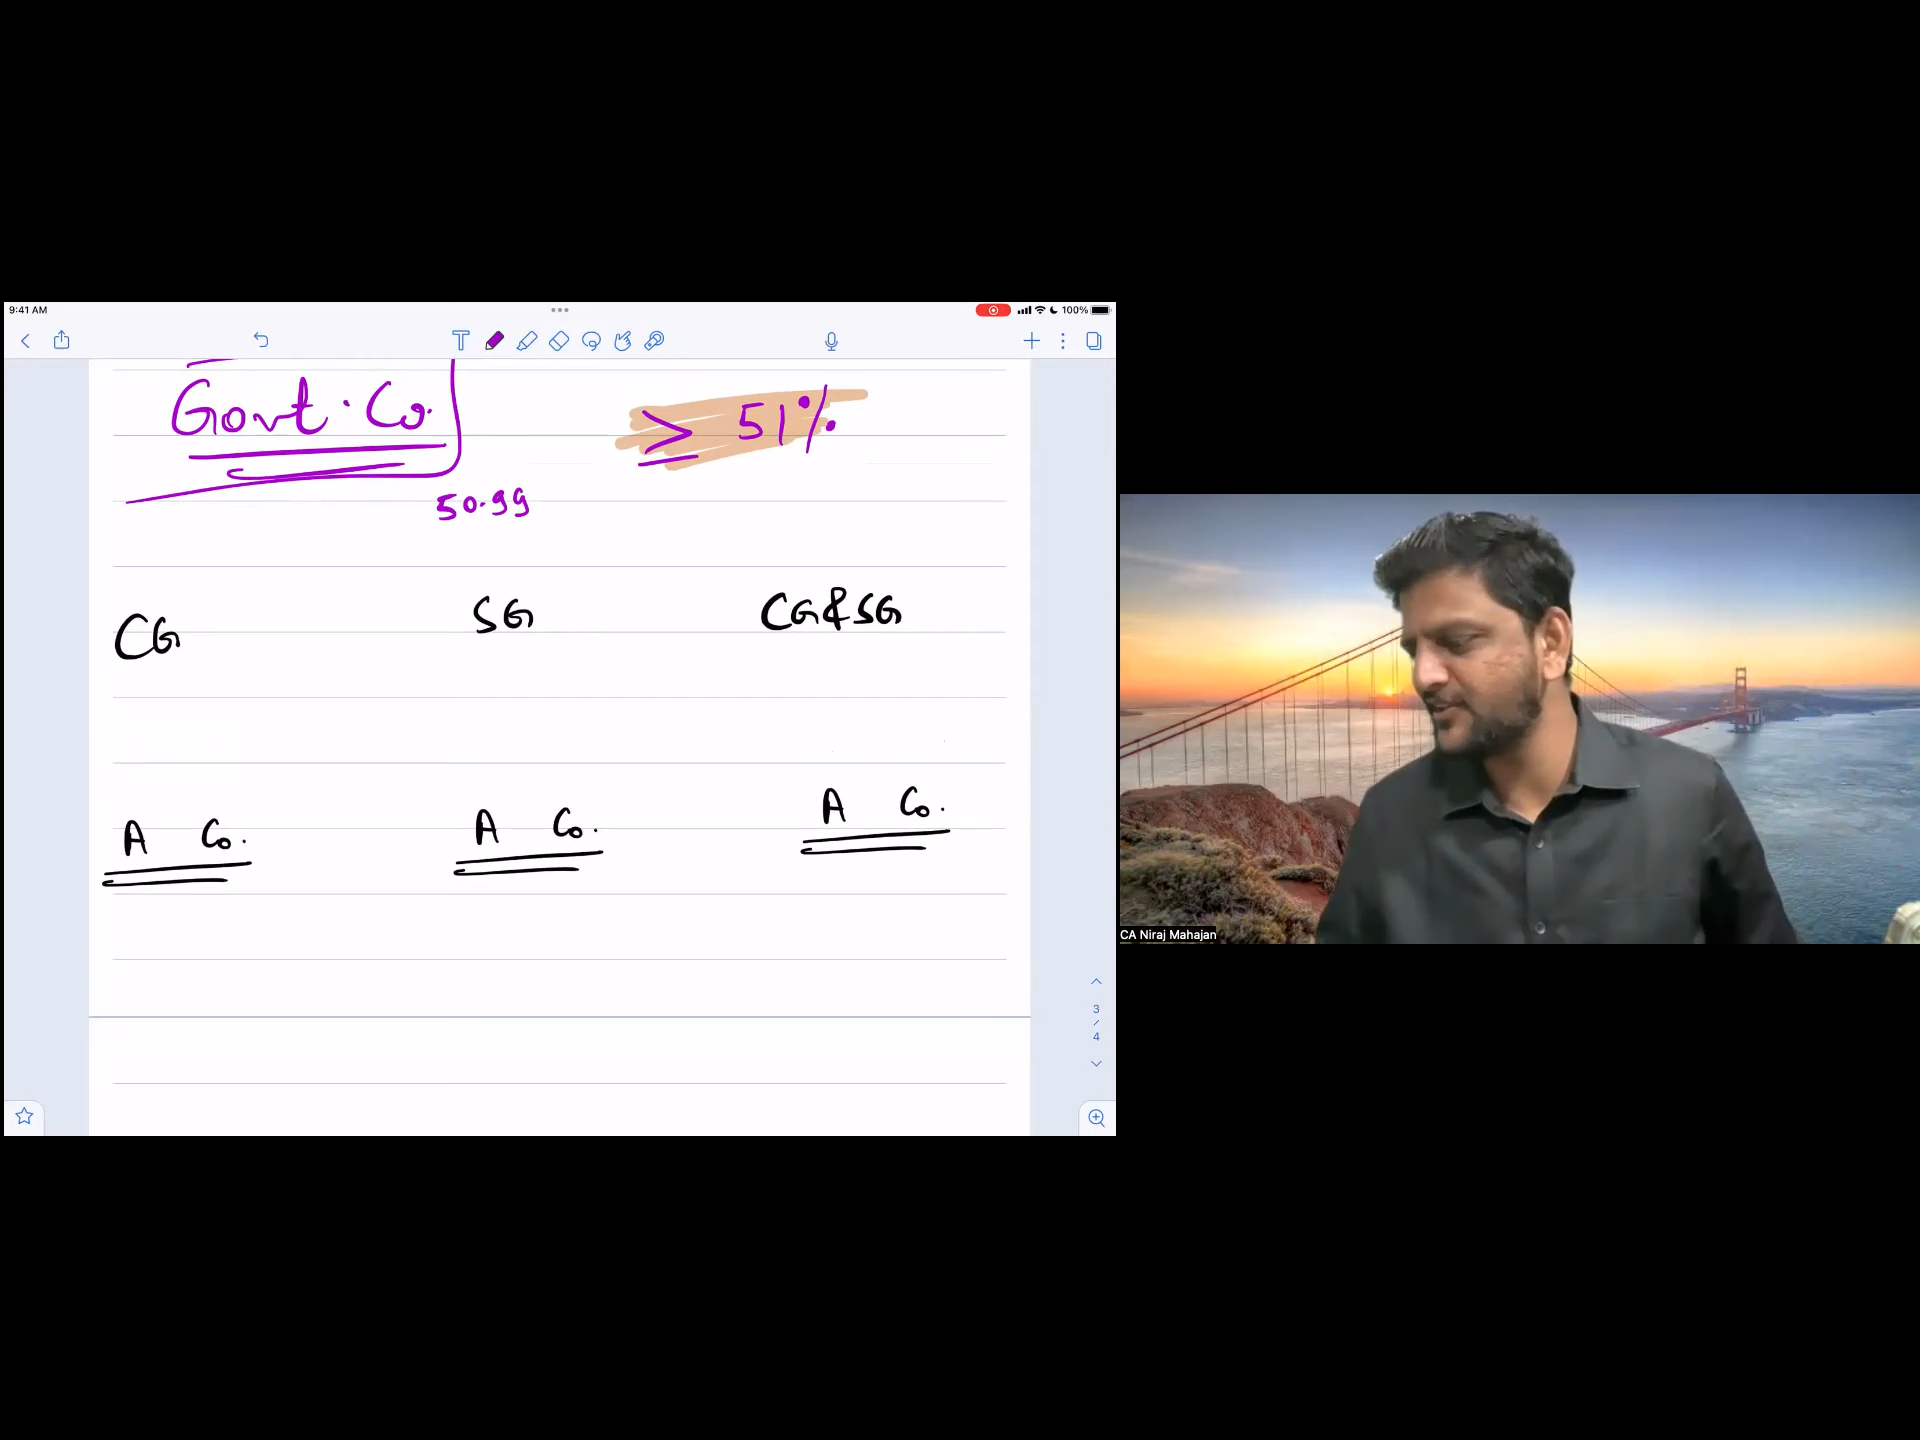 9:41 AM
100%
Govt. Co.
≥ 51%
50.99
CG SG CG & SG
A Co. A Co. A Co.
3
/
4
CA Niraj Mahajan